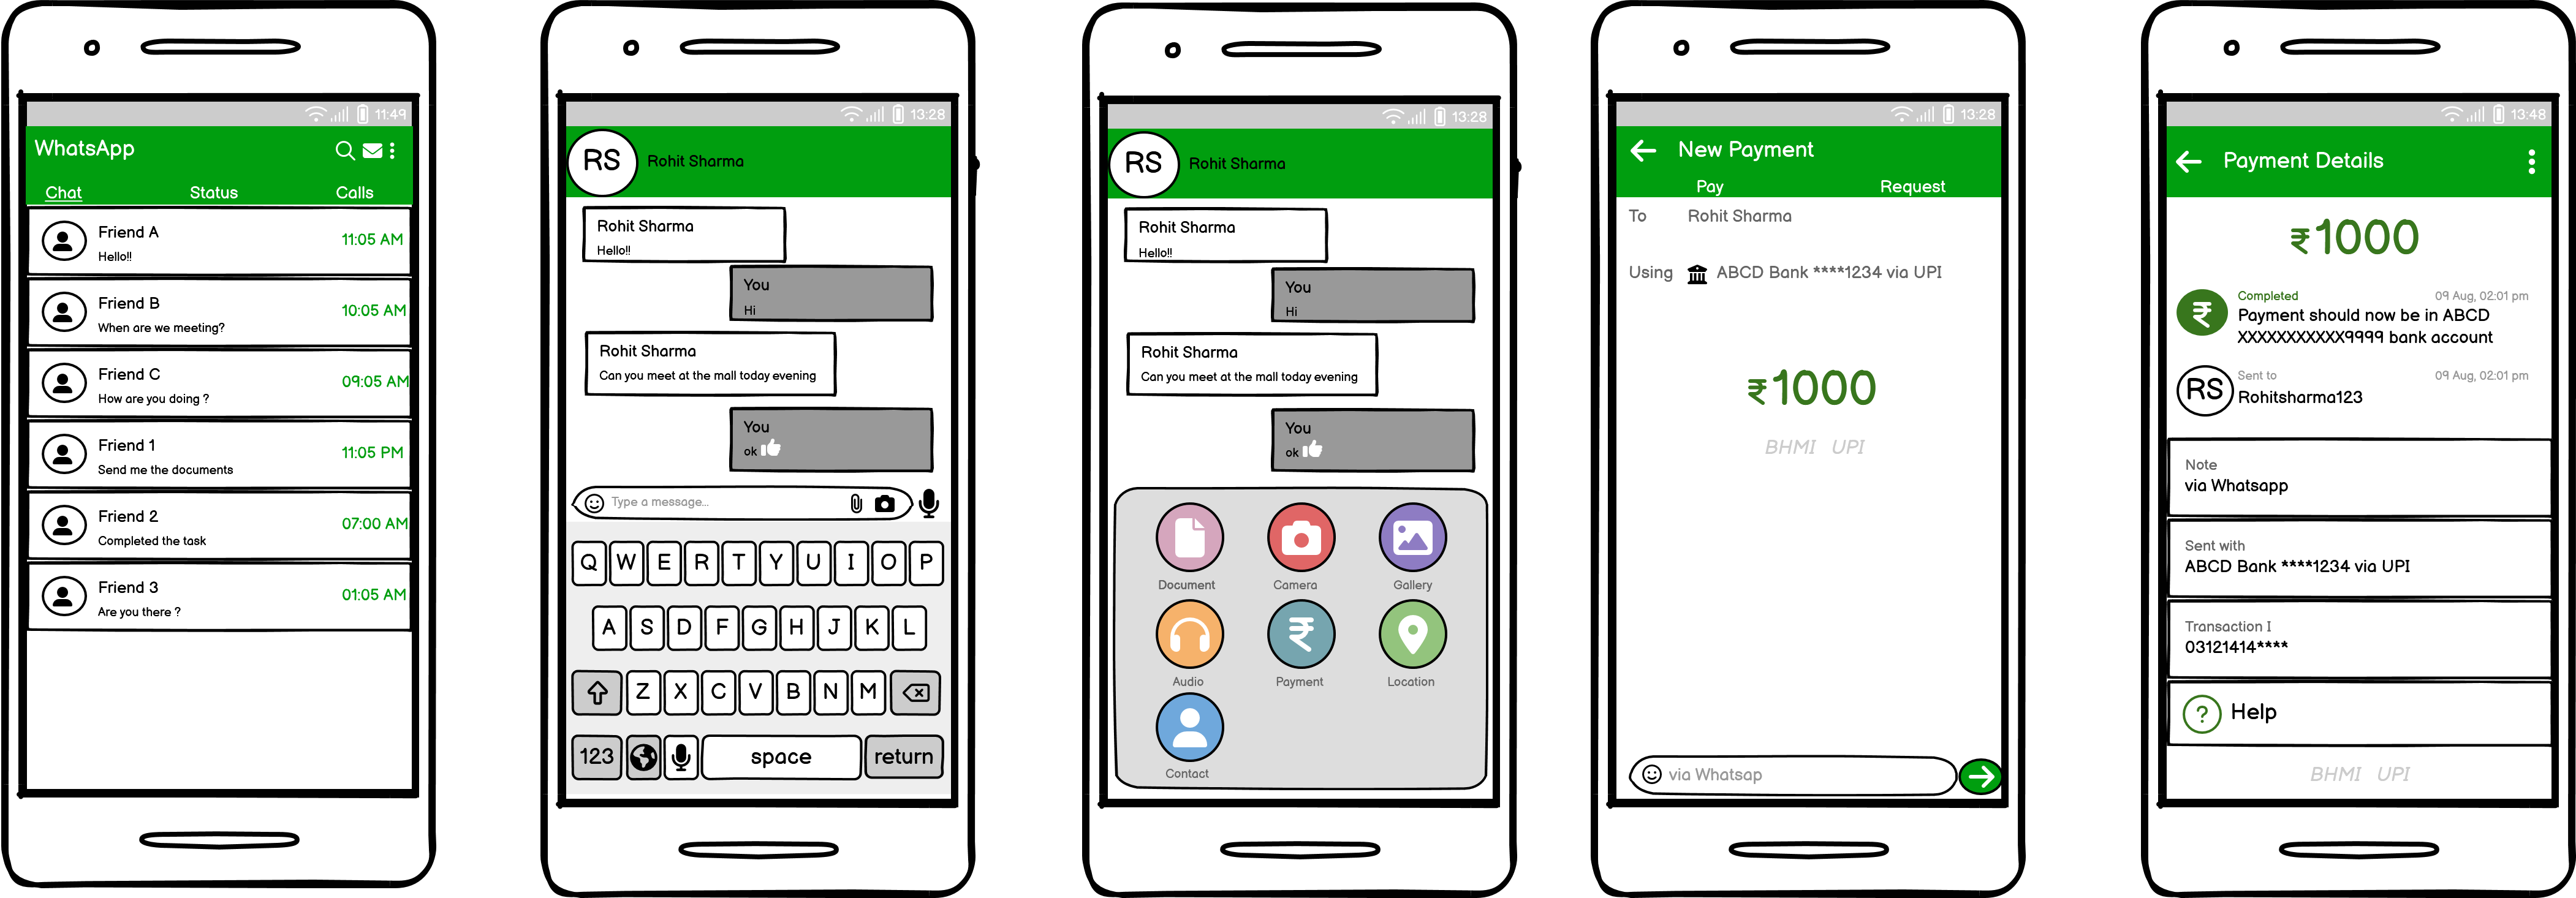 11:49
WhatsApp
Chat Status Calls
Friend A
Hello!!
11:05 AM
Friend B
When are we meeting?
10:05 AM
Friend C
How are you doing ?
09:05 AM
Friend 1
Send me the documents
11:05 PM
Friend 2
Completed the task
07:00 AM
Friend 3
Are you there ?
01:05 AM
13:28
RS Rohit Sharma
Rohit Sharma
Hello!!
You
Hi
Rohit Sharma
Can you meet at the mall today evening
You
ok
Type a message...
Q W E R T Y U I O P
A S D F G H J K L
Z X C V B N M
123 space return
13:28
RS Rohit Sharma
Rohit Sharma
Hello!!
You
Hi
Rohit Sharma
Can you meet at the mall today evening
You
ok
Document Camera Gallery
₹
Audio Payment Location
Contact
13:28
New Payment
Pay Request
To Rohit Sharma
Using ABCD Bank ****1234 via UPI
₹1000
BHMI UPI
via Whatsap
13:48
Payment Details
₹1000
₹
Completed 09 Aug, 02:01 pm
Payment should now be in ABCD
XXXXXXXXXXX9999 bank account
RS
Sent to 09 Aug, 02:01 pm
Rohitsharma123
Note
via Whatsapp
Sent with
ABCD Bank ****1234 via UPI
Transaction I
03121414****
? Help
BHMI UPI